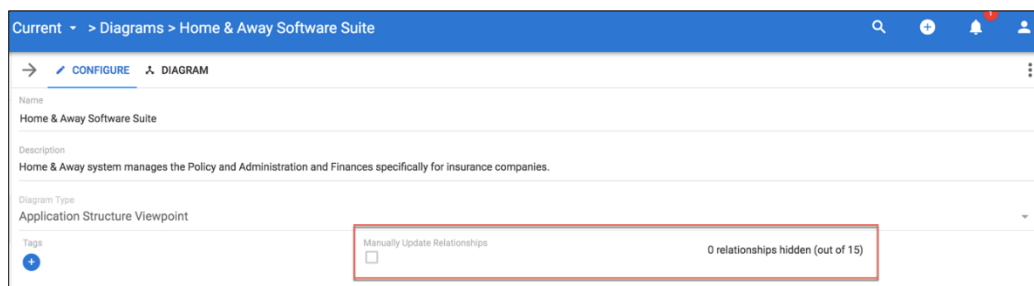 Current > Diagrams > Home & Away Software Suite
1
CONFIGURE DIAGRAM
Name
Home & Away Software Suite
Description
Home & Away system manages the Policy and Administration and Finances specifically for insurance companies.
Diagram Type
Application Structure Viewpoint
Tags
Manually Update Relationships
0 relationships hidden (out of 15)